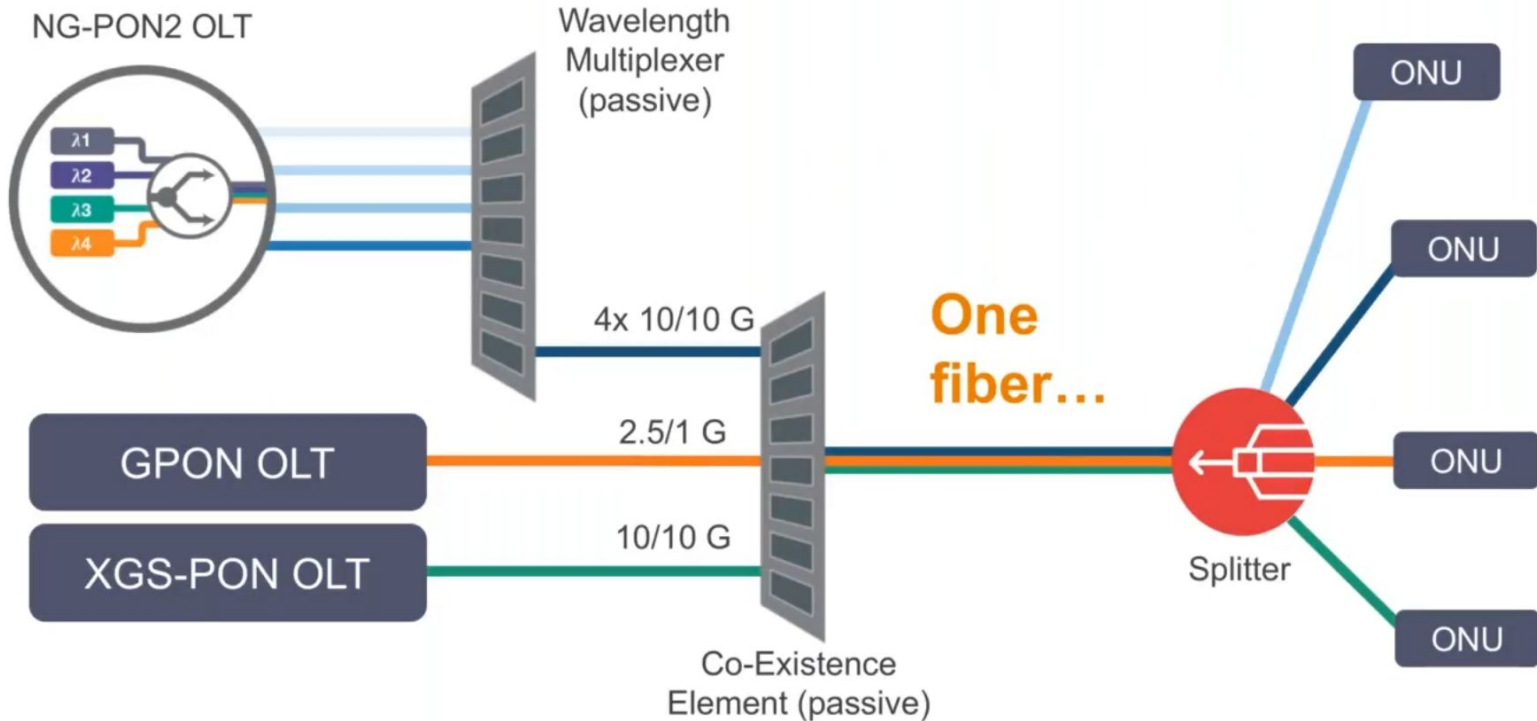 NG-PON2 OLT
λ1
λ2
λ3
λ4
Wavelength
Multiplexer
(passive)
4x 10/10 G
GPON OLT
2.5/1 G
XGS-PON OLT
10/10 G
Co-Existence
Element (passive)
One
fiber…
Splitter
ONU
ONU
ONU
ONU